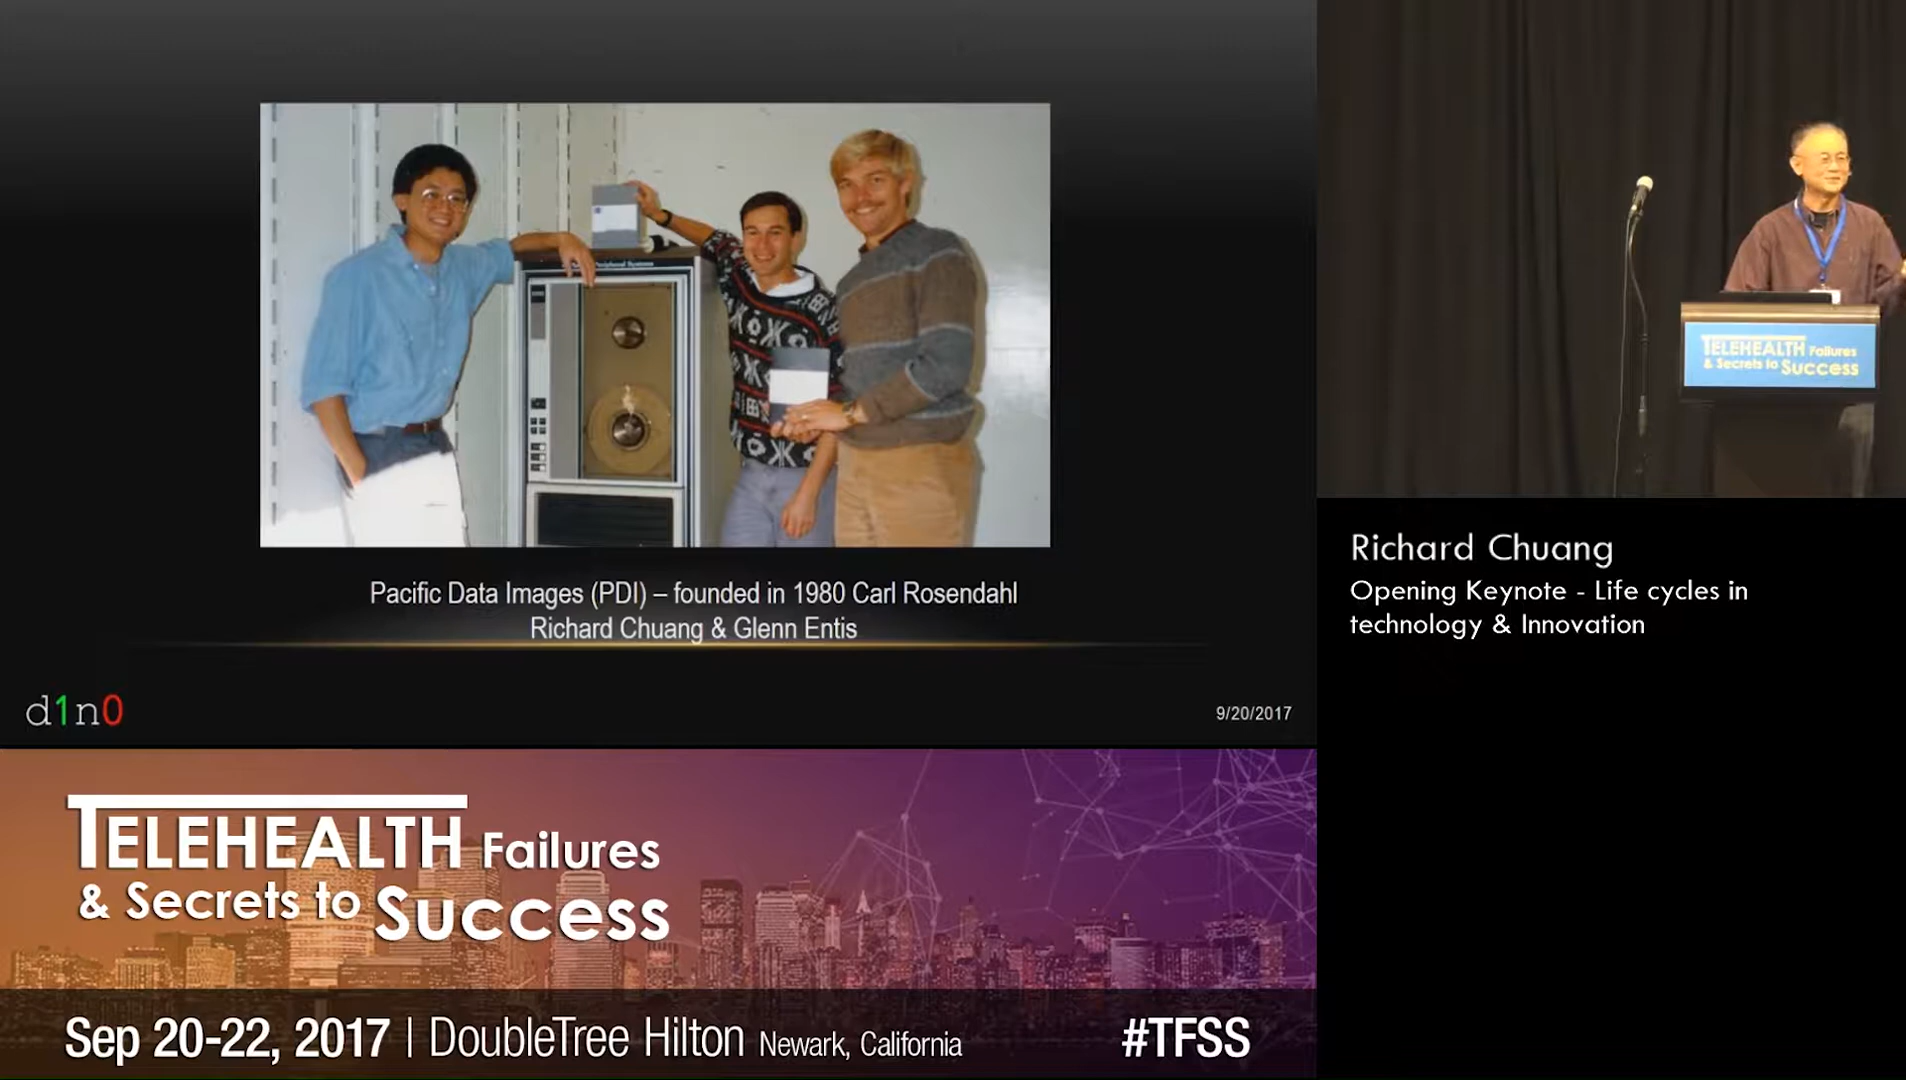 Pacific Data Images (PDI) – founded in 1980 Carl Rosendahl
Richard Chuang & Glenn Entis
d1n0
9/20/2017
TELEHEALTH Failures
& Secrets to Success
Richard Chuang
Opening Keynote - Life cycles in
technology & Innovation
TELEHEALTH Failures
& Secrets to Success
Sep 20-22, 2017 | DoubleTree Hilton Newark, California
#TFSS